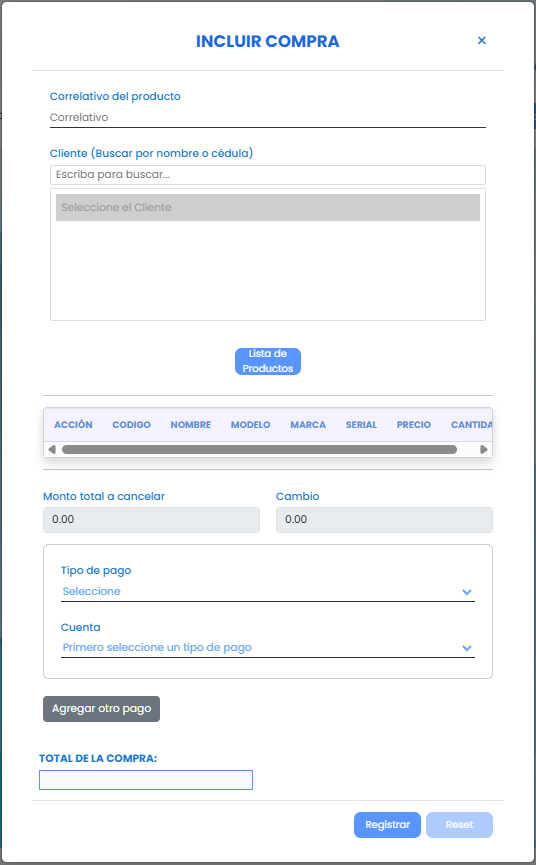 INCLUIR COMPRA ×
Correlativo del producto
Correlativo
Cliente (Buscar por nombre o cédula)
Escriba para buscar...
Seleccione el Cliente
Lista de
Productos
ACCIÓN CODIGO NOMBRE MODELO MARCA SERIAL PRECIO CANTIDA
Monto total a cancelar Cambio
0.00 0.00
Tipo de pago
Seleccione
Cuenta
Primero seleccione un tipo de pago
Agregar otro pago
TOTAL DE LA COMPRA:
Registrar Reset